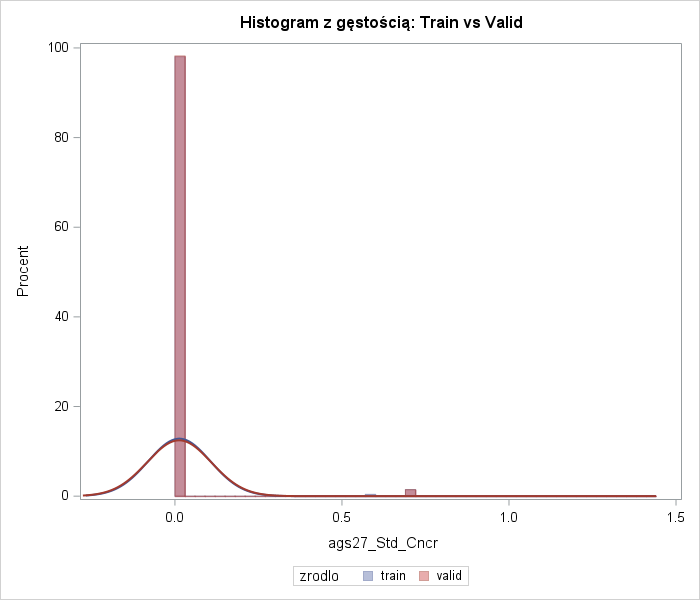 Histogram z gęstością: Train vs Valid
100
80
60
40
20
0
Procent
0.0 0.5 1.0 1.5
ags27_Std_Cncr
zrodlo train valid